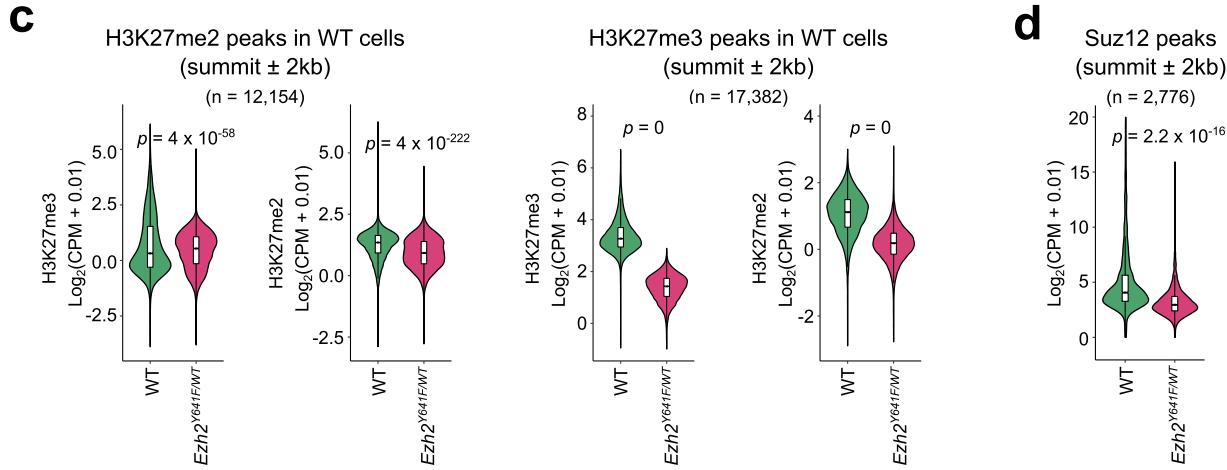 c
H3K27me2 peaks in WT cells
(summit ± 2kb)
(n = 12,154)
H3K27me3
Log2(CPM + 0.01)
5.0
2.5
0.0
-2.5
p = 4 x 10-58
WT
Ezh2Y641F/WT
H3K27me2
Log2(CPM + 0.01)
5.0
2.5
0.0
-2.5
p = 4 x 10-222
WT
Ezh2Y641F/WT
H3K27me3 peaks in WT cells
(summit ± 2kb)
(n = 17,382)
H3K27me3
Log2(CPM + 0.01)
8
6
4
2
0
p = 0
WT
Ezh2Y641F/WT
H3K27me2
Log2(CPM + 0.01)
4
2
0
-2
p = 0
WT
Ezh2Y641F/WT
d
Suz12 peaks
(summit ± 2kb)
(n = 2,776)
Log2(CPM + 0.01)
20
15
10
5
0
p = 2.2 x 10-16
WT
Ezh2Y641F/WT